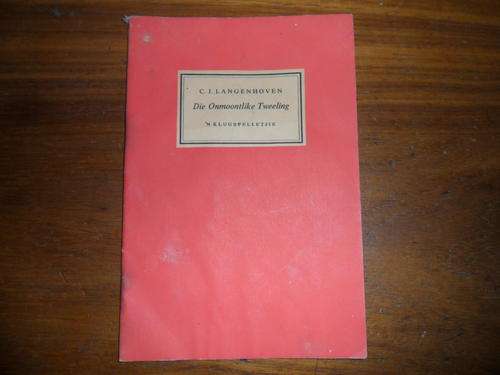 C. J. LANGENHOVEN
Die Onmoontlike Tweeling
'N KLUGSPELLETJIE